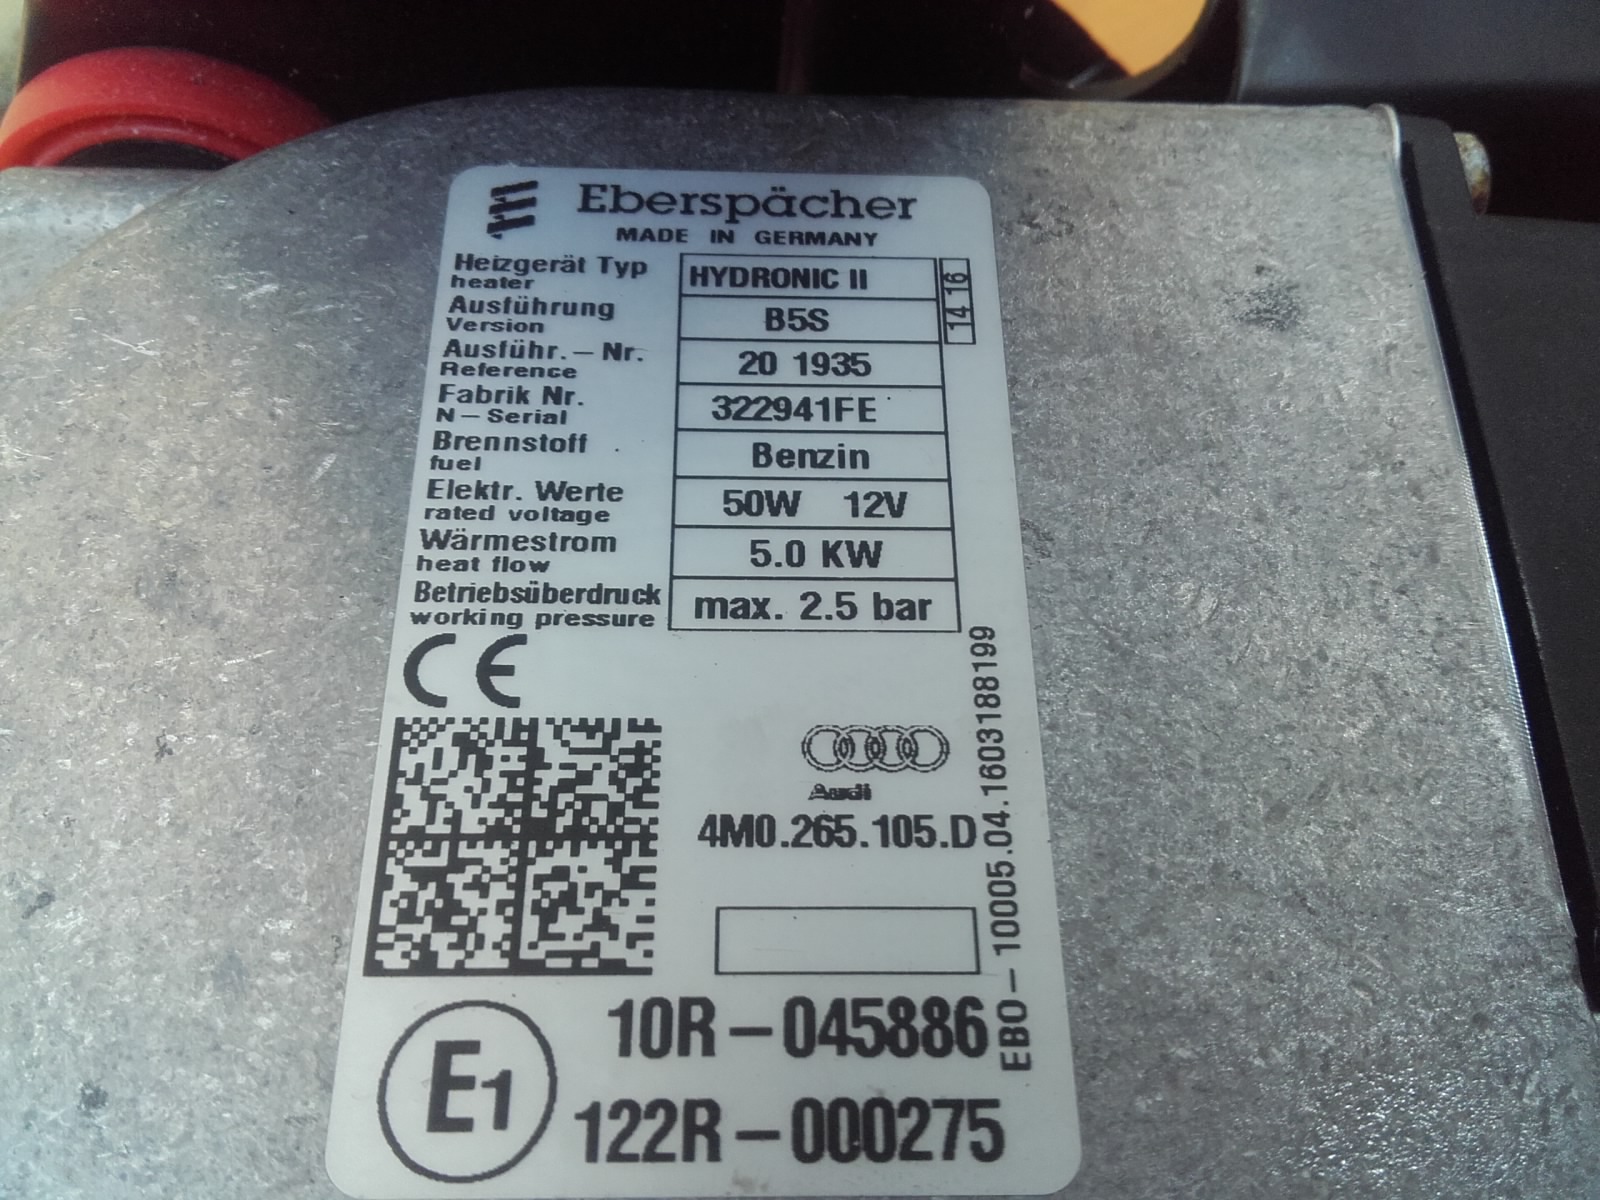 Eberspächer
MADE IN GERMANY
Heizgerät Typ
heater
HYDRONIC II
14 16
Ausführung
Version
B5S
Ausführ.-Nr.
Reference
20 1935
Fabrik Nr.
N-Serial
322941FE
Brennstoff
fuel
Benzin
Elektr. Werte
rated voltage
50W 12V
Wärmestrom
heat flow
5.0 KW
Betriebsüberdruck
working pressure
max. 2.5 bar
CE
Audi
4M0.265.105.D
EBO-10005.04.1603188199
E1
10R-045886
122R-000275